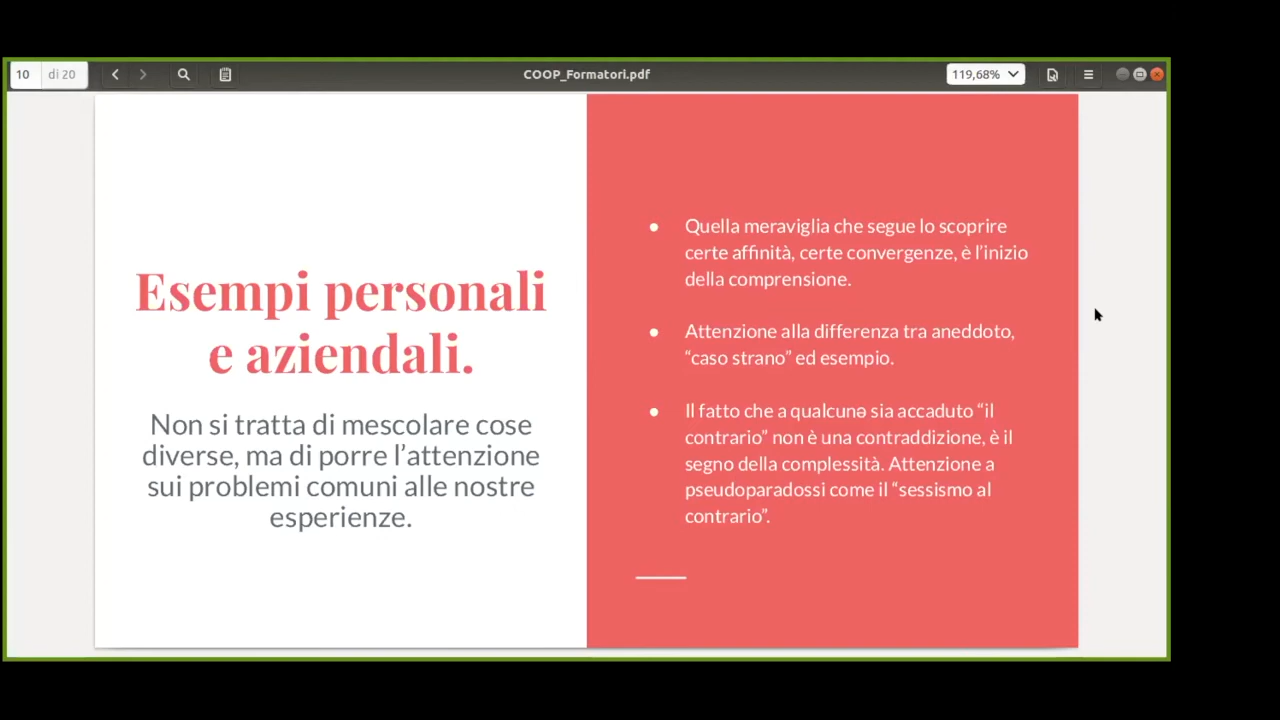 10 di 20 COOP_Formatori.pdf 119,68%
Esempi personali
e aziendali.
Non si tratta di mescolare cose
diverse, ma di porre l’attenzione
sui problemi comuni alle nostre
esperienze.
● Quella meraviglia che segue lo scoprire
certe affinità, certe convergenze, è l’inizio
della comprensione.
● Attenzione alla differenza tra aneddoto,
“caso strano” ed esempio.
● Il fatto che a qualcunə sia accaduto “il
contrario” non è una contraddizione, è il
segno della complessità. Attenzione a
pseudoparadossi come il “sessismo al
contrario”.